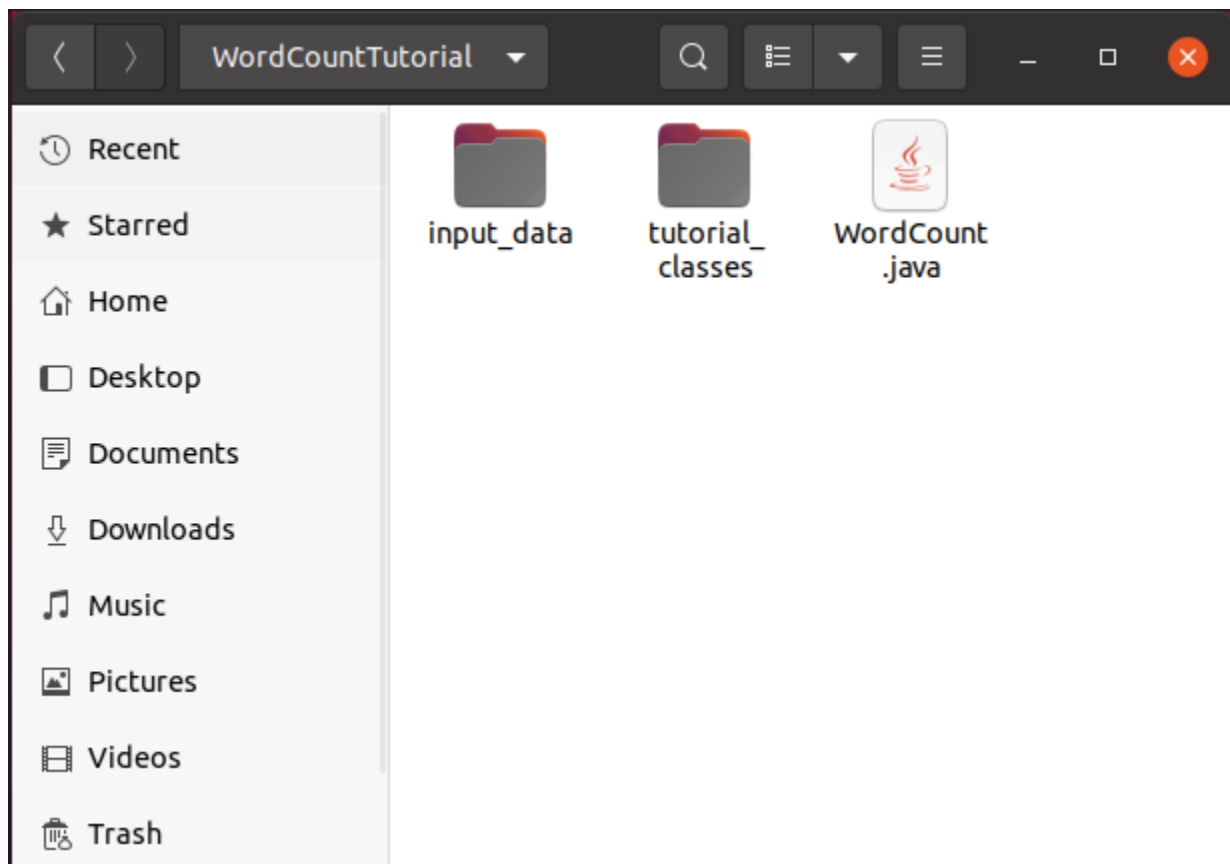 WordCountTutorial
Recent
Starred
Home
Desktop
Documents
Downloads
Music
Pictures
Videos
Trash
input_data
tutorial_
classes
WordCount
.java